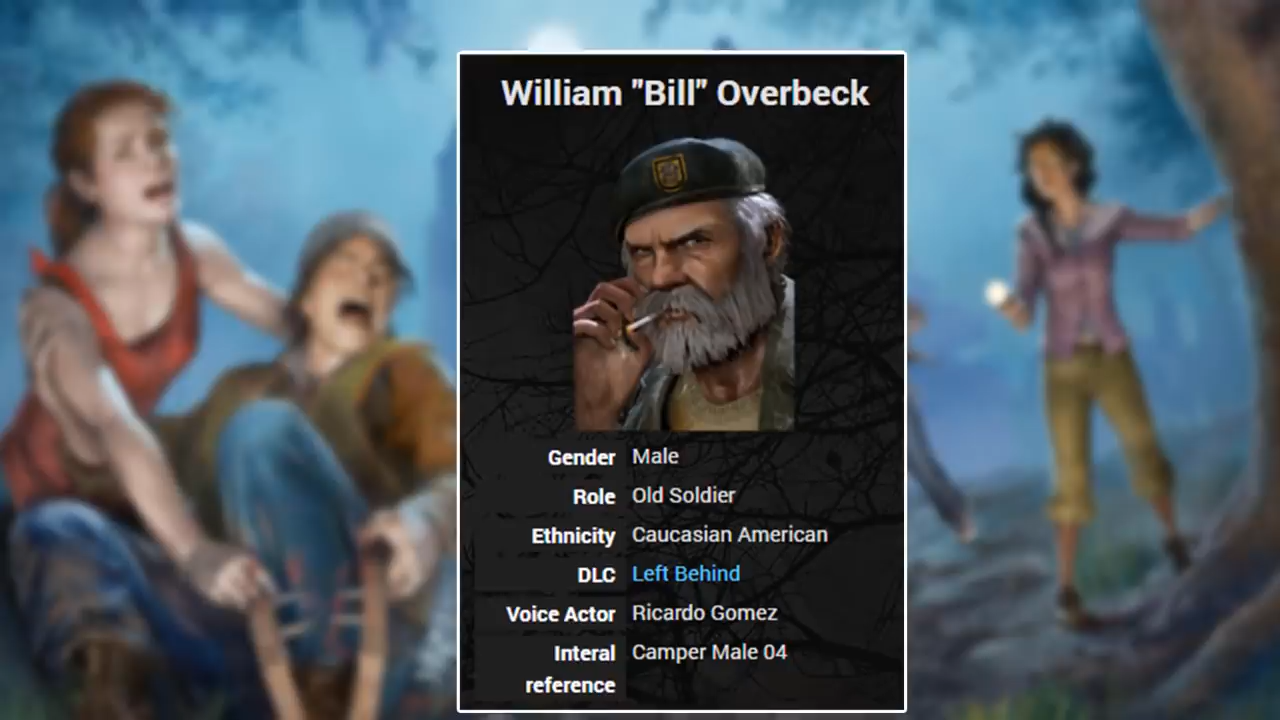 William "Bill" Overbeck
Gender Male
Role Old Soldier
Ethnicity Caucasian American
DLC Left Behind
Voice Actor Ricardo Gomez
Interal Camper Male 04
reference